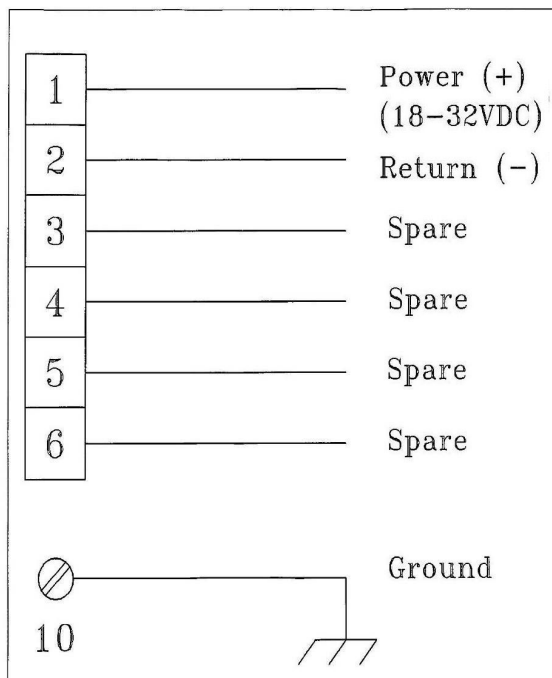 1 Power (+)
(18-32VDC)
2 Return (-)
3 Spare
4 Spare
5 Spare
6 Spare
Ground
10